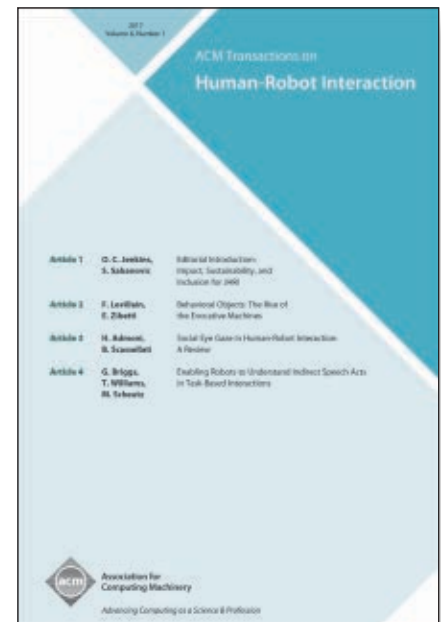 2017
Volume 6, Number 1
ACM Transactions on
Human-Robot Interaction
Article 1 O. C. Jenkins, Editorial Introduction:
S. Sabanovic Impact, Sustainability, and
Inclusion for JHRI
Article 2 F. Levillain, Behavioral Objects: The Rise of
E. Zibetti the Evocative Machines
Article 3 H. Admoni, Social Eye Gaze in Human-Robot Interaction:
B. Scassellati A Review
Article 4 G. Briggs, Enabling Robots to Understand Indirect Speech Acts
T. Williams, in Task-Based Interactions
M. Scheutz
acm
Association for
Computing Machinery
Advancing Computing as a Science & Profession